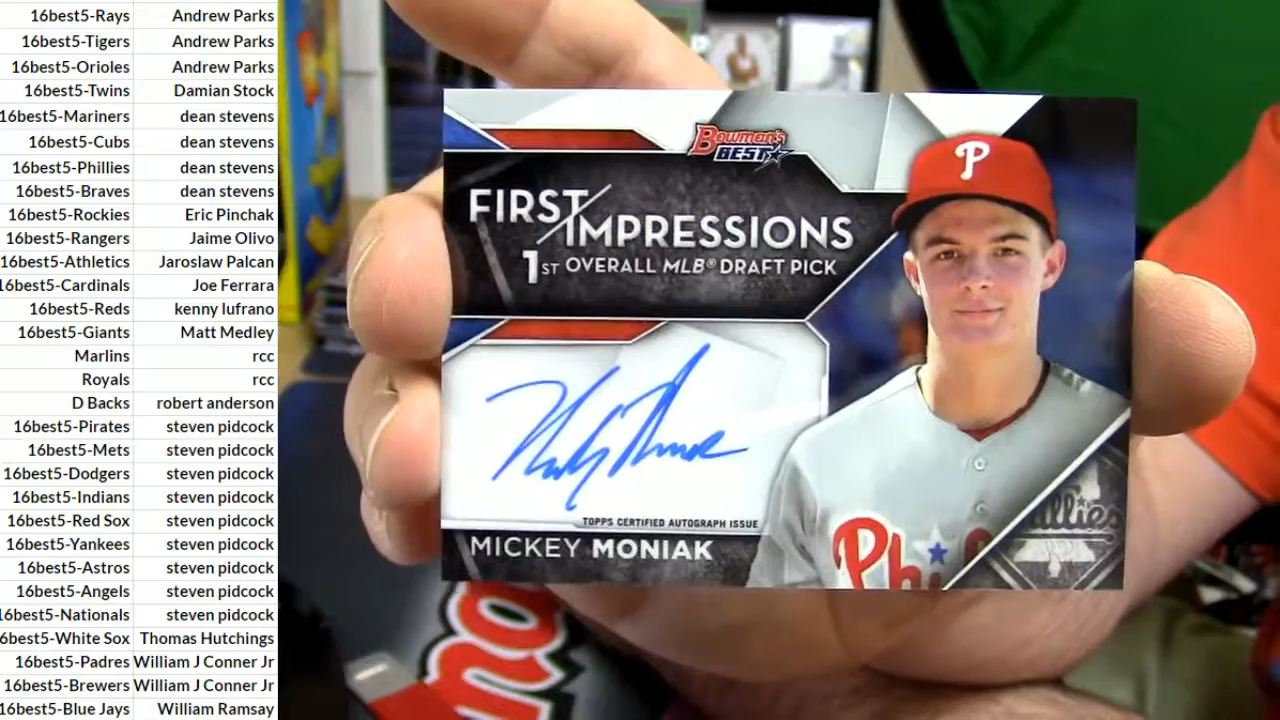 16best5-Rays Andrew Parks
16best5-Tigers Andrew Parks
16best5-Orioles Andrew Parks
16best5-Twins Damian Stock
16best5-Mariners dean stevens
16best5-Cubs dean stevens
16best5-Phillies dean stevens
16best5-Braves dean stevens
16best5-Rockies Eric Pinchak
16best5-Rangers Jaime Olivo
16best5-Athletics Jaroslaw Palcan
16best5-Cardinals Joe Ferrara
16best5-Reds kenny lufrano
16best5-Giants Matt Medley
Marlins rcc
Royals rcc
D Backs robert anderson
16best5-Pirates steven pidcock
16best5-Mets steven pidcock
16best5-Dodgers steven pidcock
16best5-Indians steven pidcock
16best5-Red Sox steven pidcock
16best5-Yankees steven pidcock
16best5-Astros steven pidcock
16best5-Angels steven pidcock
16best5-Nationals steven pidcock
6best5-White Sox Thomas Hutchings
16best5-Padres William J Conner Jr
16best5-Brewers William J Conner Jr
16best5-Blue Jays William Ramsay
Bowman's
BEST
FIRST
IMPRESSIONS
1ST OVERALL MLB® DRAFT PICK
TOPPS CERTIFIED AUTOGRAPH ISSUE
MICKEY MONIAK
P
Phi
illies